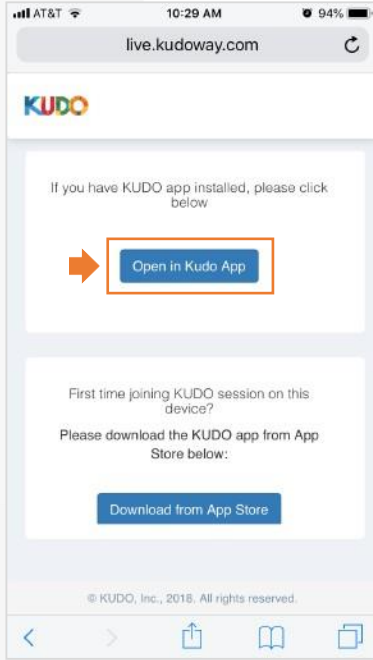 AT&T 10:29 AM 94%
live.kudoway.com
KUDO
If you have KUDO app installed, please click
below
Open in Kudo App
First time joining KUDO session on this
device?
Please download the KUDO app from App
Store below:
Download from App Store
© KUDO, Inc., 2018. All rights reserved.